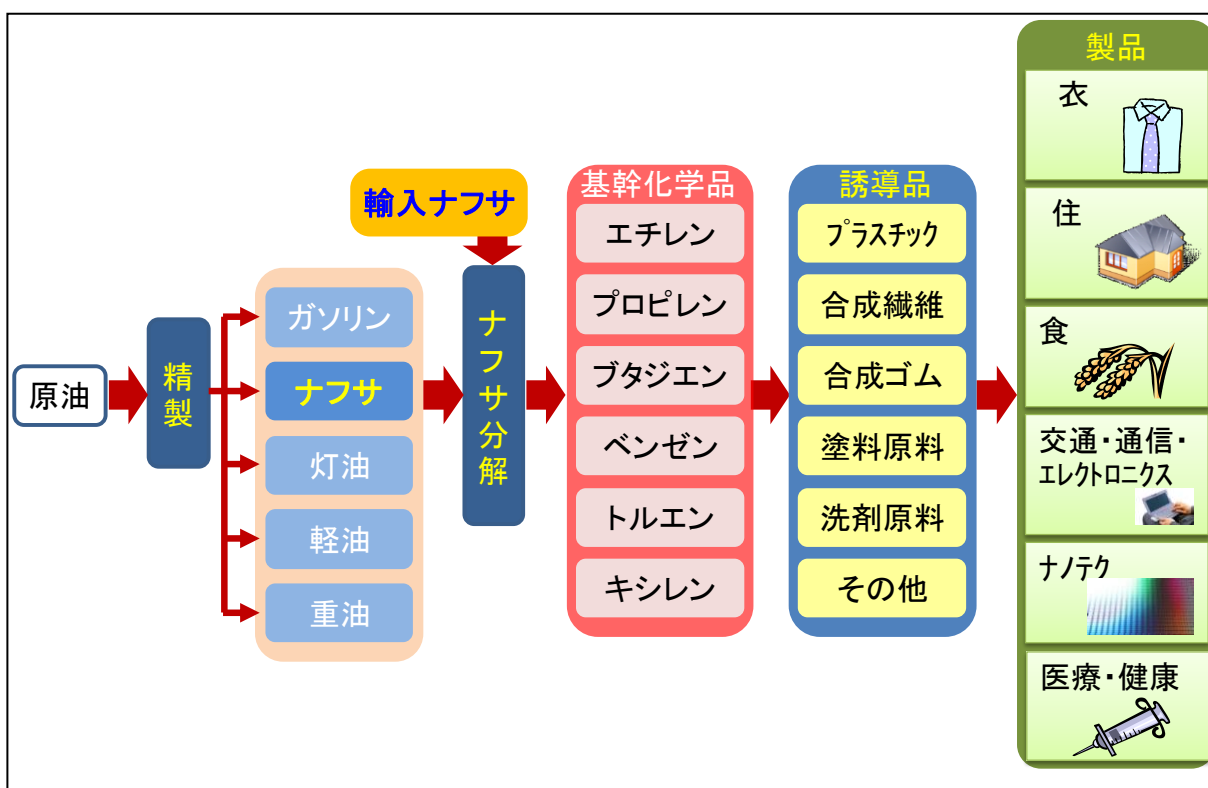 原油
精製
ガソリン
ナフサ
灯油
軽油
重油
輸入ナフサ
ナフサ分解
基幹化学品
エチレン
プロピレン
ブタジエン
ベンゼン
トルエン
キシレン
誘導品
プラスチック
合成繊維
合成ゴム
塗料原料
洗剤原料
その他
製品
衣
住
食
交通・通信・
エレクトロニクス
ナノテク
医療・健康